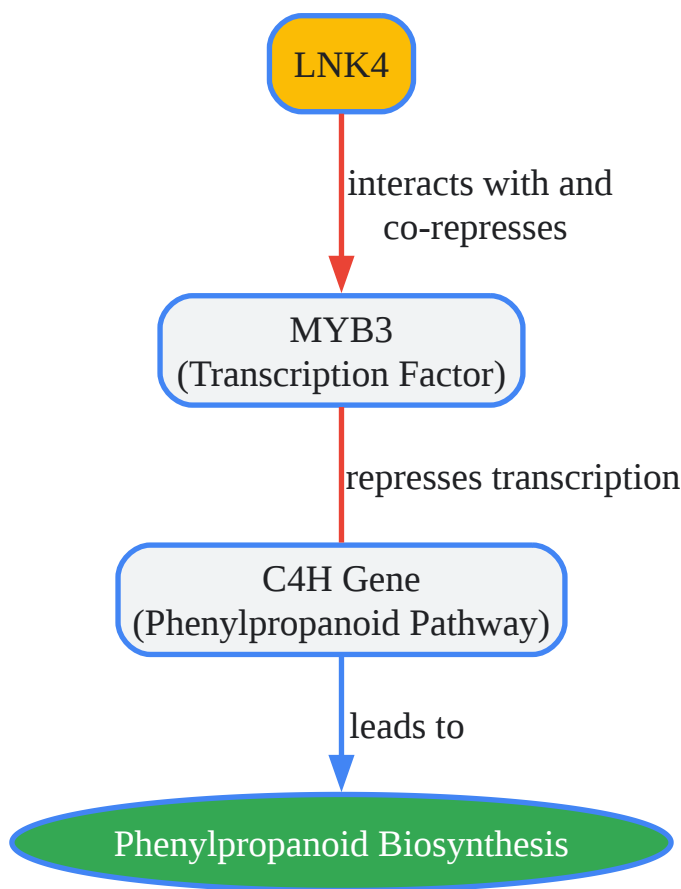 LNK4
interacts with and
co-represses
MYB3
(Transcription Factor)
represses transcription
C4H Gene
(Phenylpropanoid Pathway)
leads to
Phenylpropanoid Biosynthesis